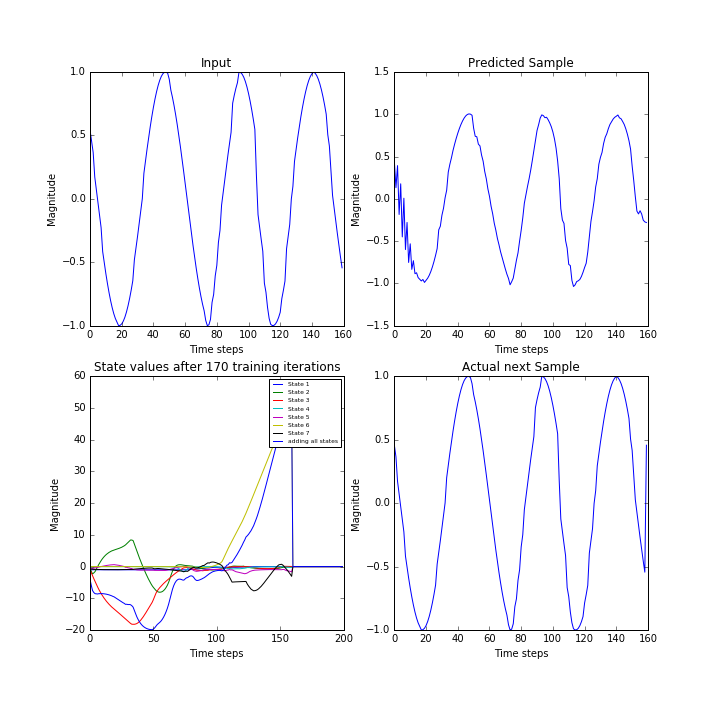 Input
Magnitude
1.0
0.5
0.0
−0.5
−1.0
0 20 40 60 80 100 120 140 160
Time steps
Predicted Sample
Magnitude
1.5
1.0
0.5
0.0
−0.5
−1.0
−1.5
0 20 40 60 80 100 120 140 160
Time steps
State values after 170 training iterations
Magnitude
60
50
40
30
20
10
0
−10
−20
0 50 100 150 200
Time steps
State 1
State 2
State 3
State 4
State 5
State 6
State 7
adding all states
Actual next Sample
Magnitude
1.0
0.5
0.0
−0.5
−1.0
0 20 40 60 80 100 120 140 160
Time steps